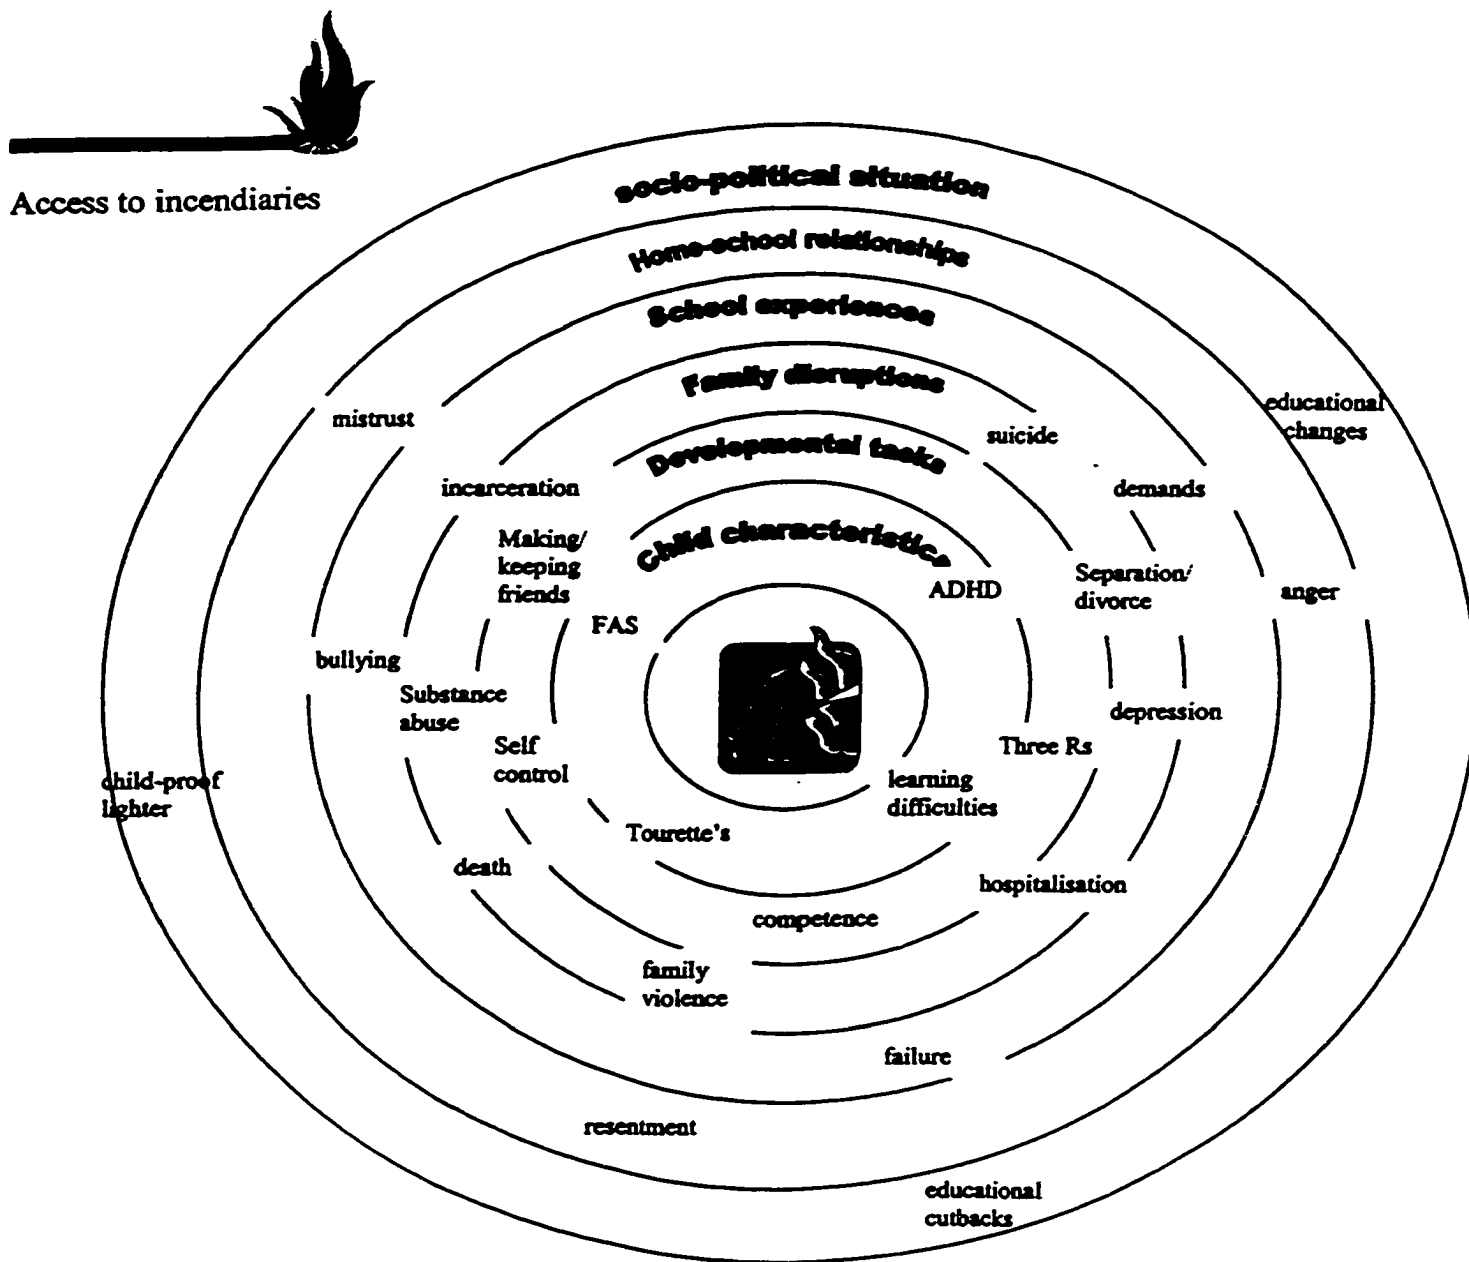 Access to incendiaries
socio-political situation
Home-school relationships
School experiences
Family disruptions
Developmental tasks
Child characteristics
mistrust
suicide
educational
changes
incarceration
demands
Making/
keeping
friends
ADHD
Separation/
divorce
anger
FAS
bullying
Substance
abuse
depression
Self
control
Three Rs
child-proof
lighter
learning
difficulties
Tourette's
death
hospitalisation
competence
family
violence
failure
resentment
educational
cutbacks